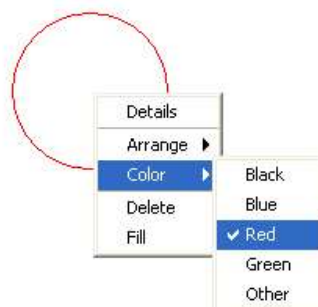 Details
Arrange
Color
Delete
Fill
Black
Blue
Red
Green
Other